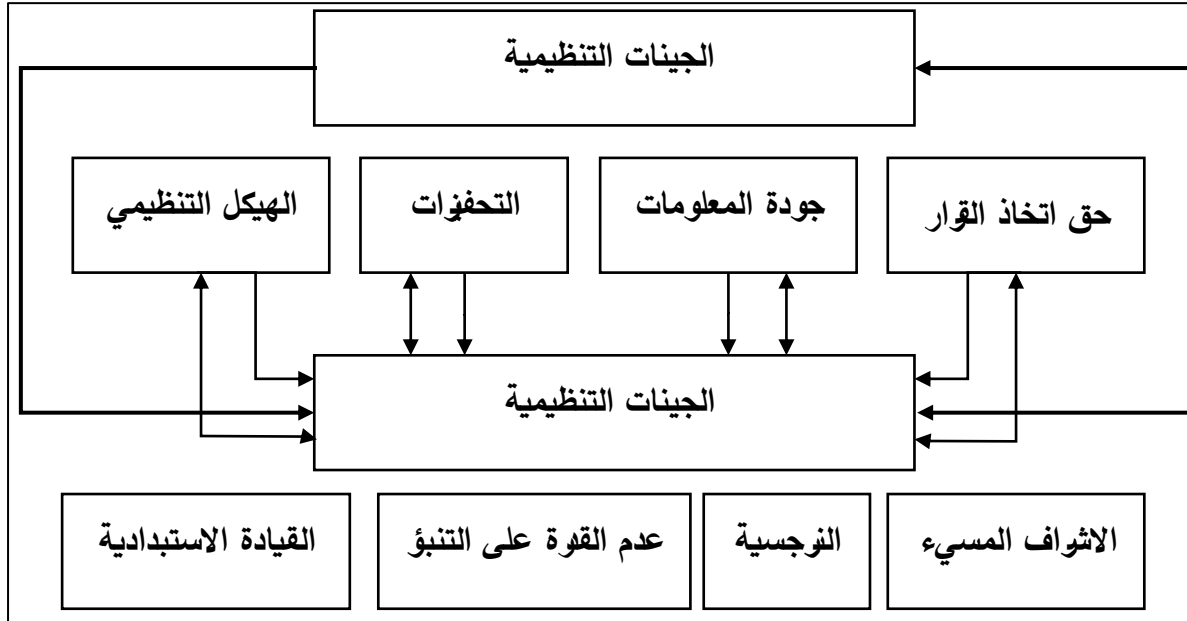 الجينات التنظيمية
حق اتخاذ القرار
جودة المعلومات
التحفيزات
الهيكل التنظيمي
الجينات التنظيمية
الاشراف المسيء
النرجسية
عدم القدرة على التنبؤ
القيادة الاستبدادية